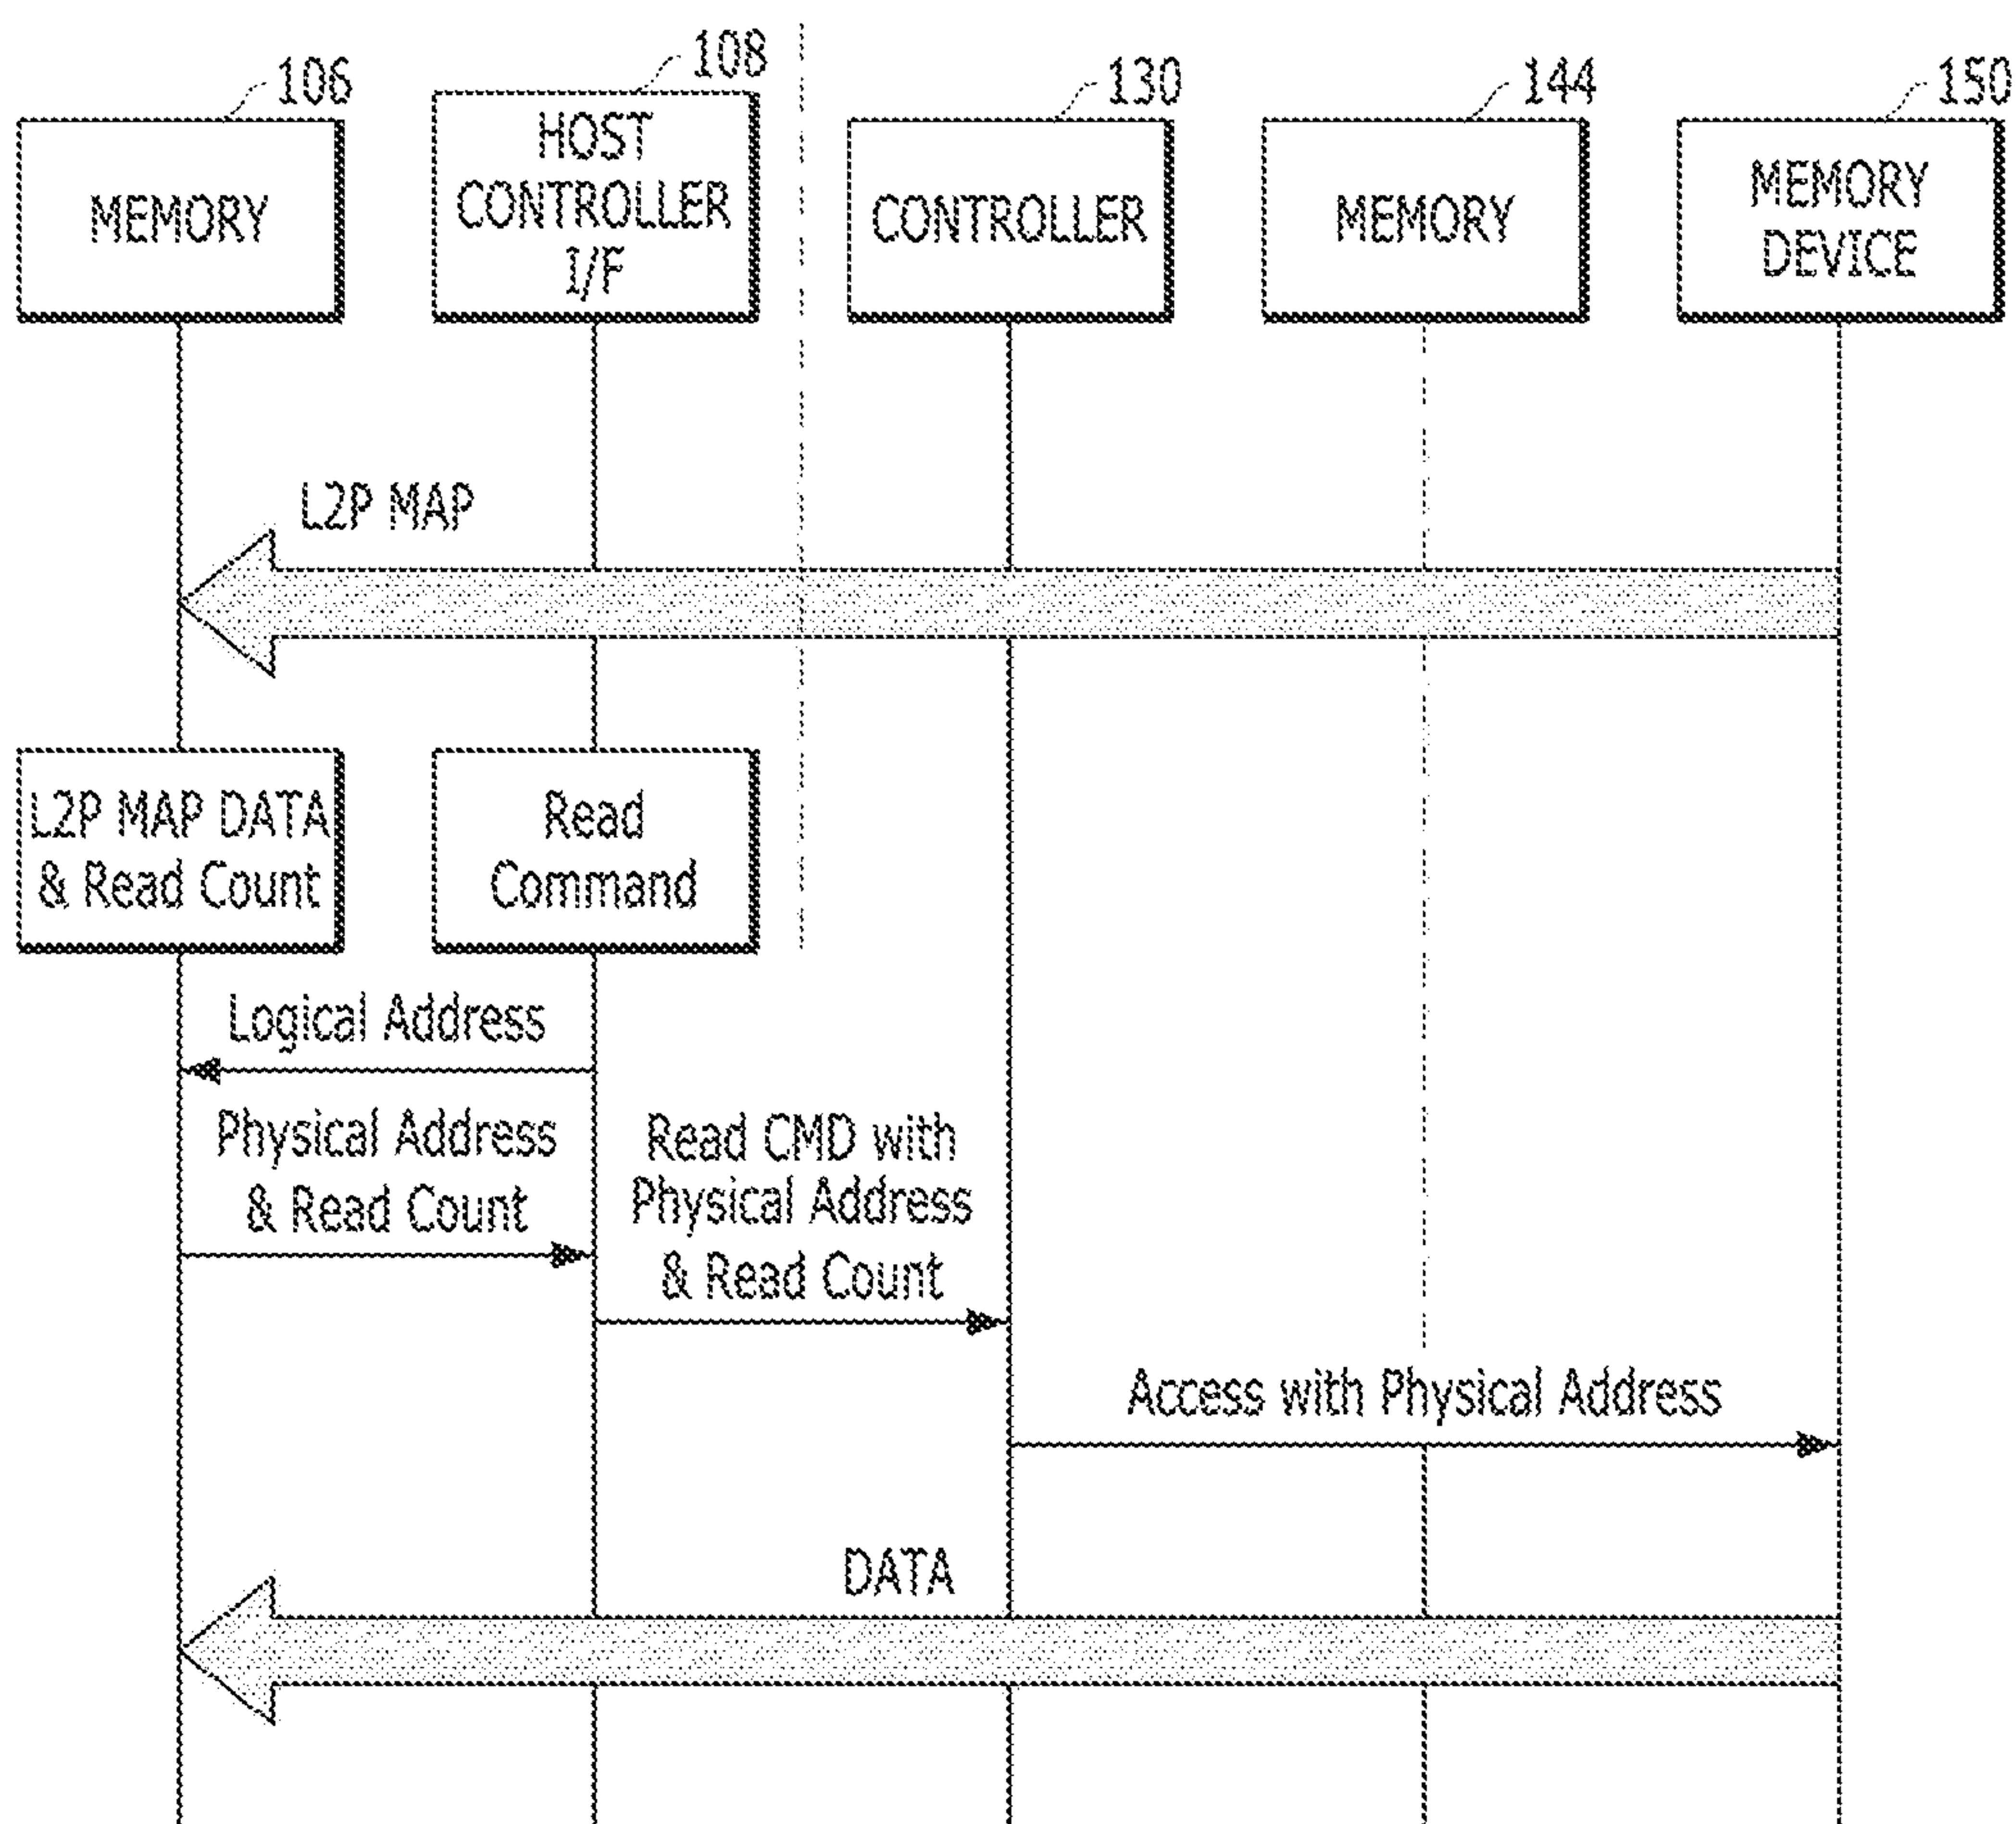 106
108
130
144
150
MEMORY
HOST
CONTROLLER
I/F
CONTROLLER
MEMORY
MEMORY
DEVICE
L2P MAP
L2P MAP DATA
& Read Count
Read
Command
Logical Address
Physical Address
& Read Count
Read CMD with
Physical Address
& Read Count
Access with Physical Address
DATA